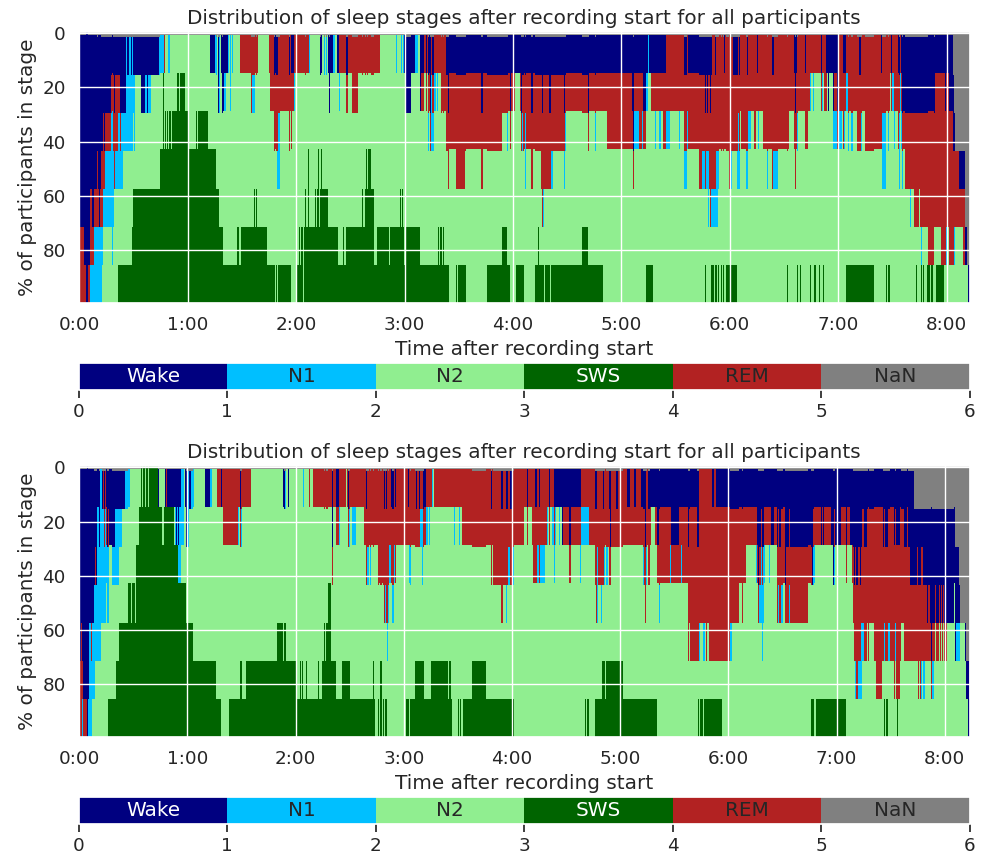 Distribution of sleep stages after recording start for all participants
% of participants in stage
0
20
40
60
80
0:00 1:00 2:00 3:00 4:00 5:00 6:00 7:00 8:00
Time after recording start
Wake N1 N2 SWS REM NaN
0 1 2 3 4 5 6
Distribution of sleep stages after recording start for all participants
% of participants in stage
0
20
40
60
80
0:00 1:00 2:00 3:00 4:00 5:00 6:00 7:00 8:00
Time after recording start
Wake N1 N2 SWS REM NaN
0 1 2 3 4 5 6